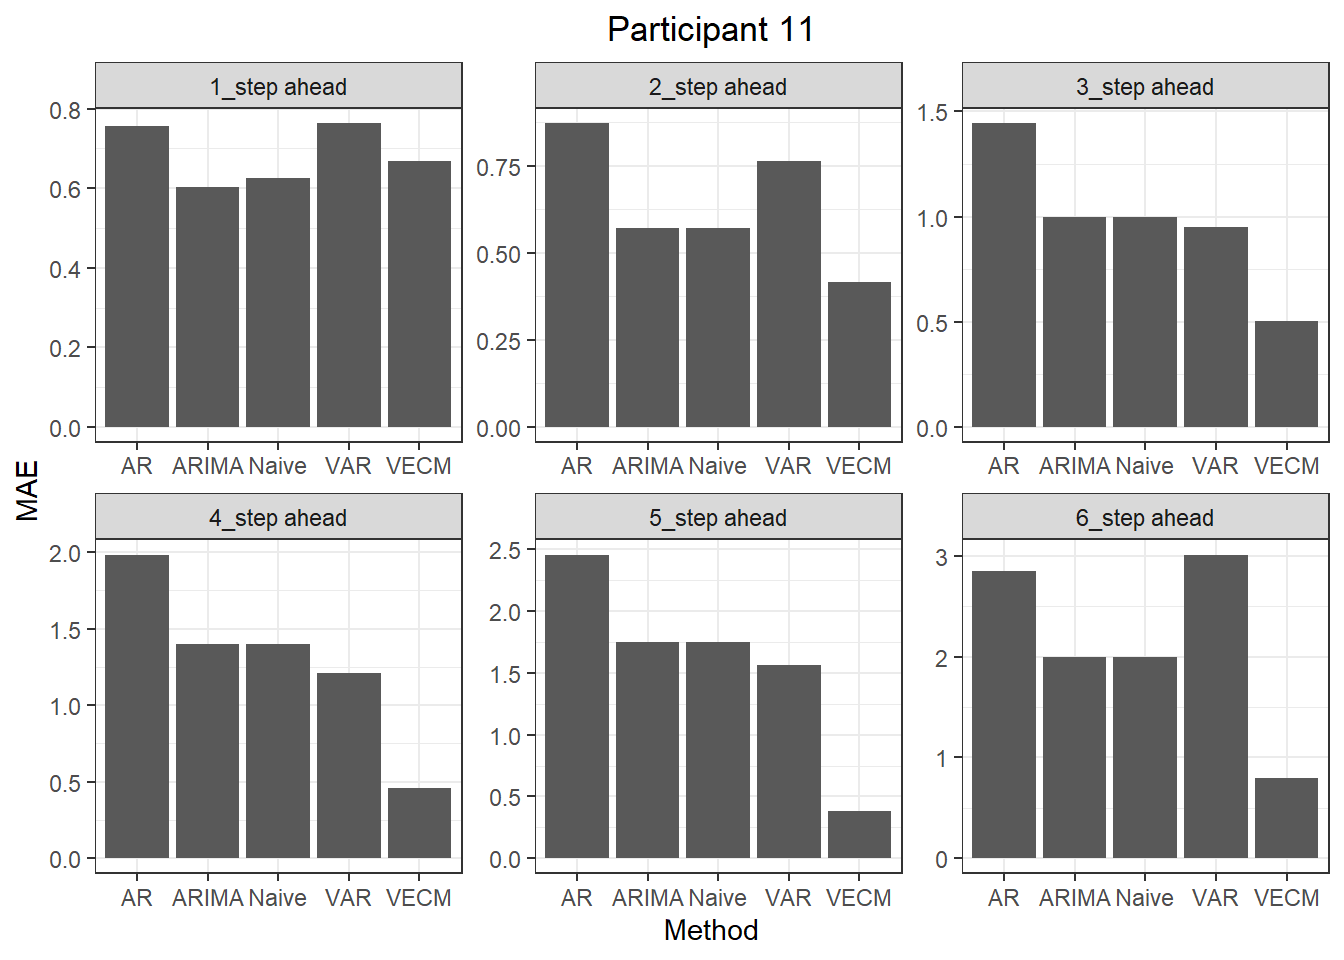 Participant 11
1_step ahead
2_step ahead
3_step ahead
0.8
0.6
0.4
0.2
0.0
0.75
0.50
0.25
0.00
1.5
1.0
0.5
0.0
AR ARIMA Naive VAR VECM
AR ARIMA Naive VAR VECM
AR ARIMA Naive VAR VECM
MAE
4_step ahead
5_step ahead
6_step ahead
2.0
1.5
1.0
0.5
0.0
2.5
2.0
1.5
1.0
0.5
0.0
3
2
1
0
AR ARIMA Naive VAR VECM
AR ARIMA Naive VAR VECM
AR ARIMA Naive VAR VECM
Method